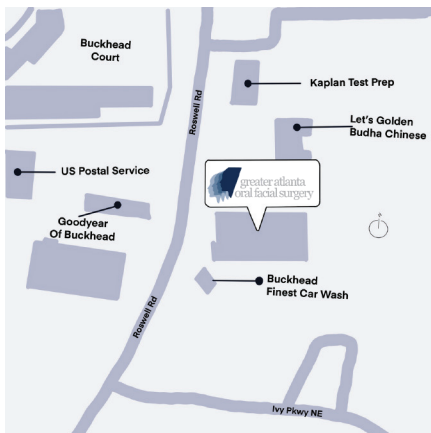 Buckhead
Court
Kaplan Test Prep
Roswell Rd
Let's Golden
Budha Chinese
US Postal Service
greater atlanta
oral facial surgery
Goodyear
Of Buckhead
Buckhead
Finest Car Wash
Roswell Rd
Ivy Pkwy NE